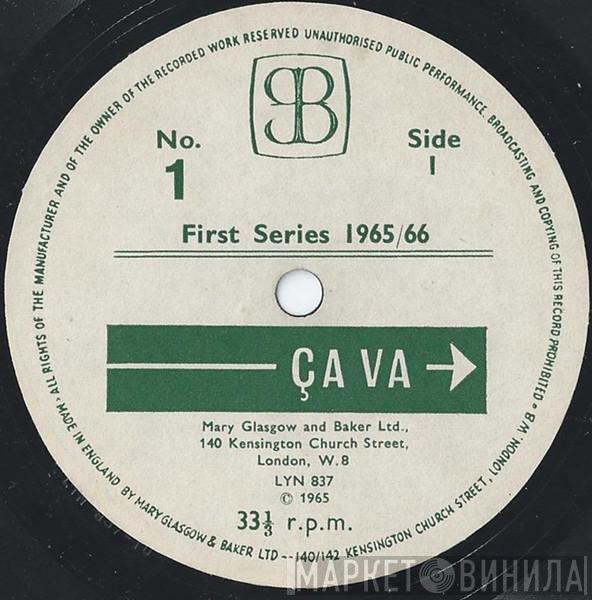 ALL RIGHTS OF THE MANUFACTURER AND OF THE OWNER OF THE RECORDED WORK RESERVED UNAUTHORISED PUBLIC PERFORMANCE. BROADCASTING AND COPYING OF THIS RECORD PROHIBITED
No.
1
Side
1
First Series 1965/66
ÇA VA
Mary Glasgow and Baker Ltd.,
140 Kensington Church Street,
London, W.8
LYN 837
© 1965
33⅓ r.p.m.
MADE IN ENGLAND BY MARY GLASGOW & BAKER LTD -- 140/142 KENSINGTON CHURCH STREET, LONDON. W8
МАРКЕТ ВИНИЛА